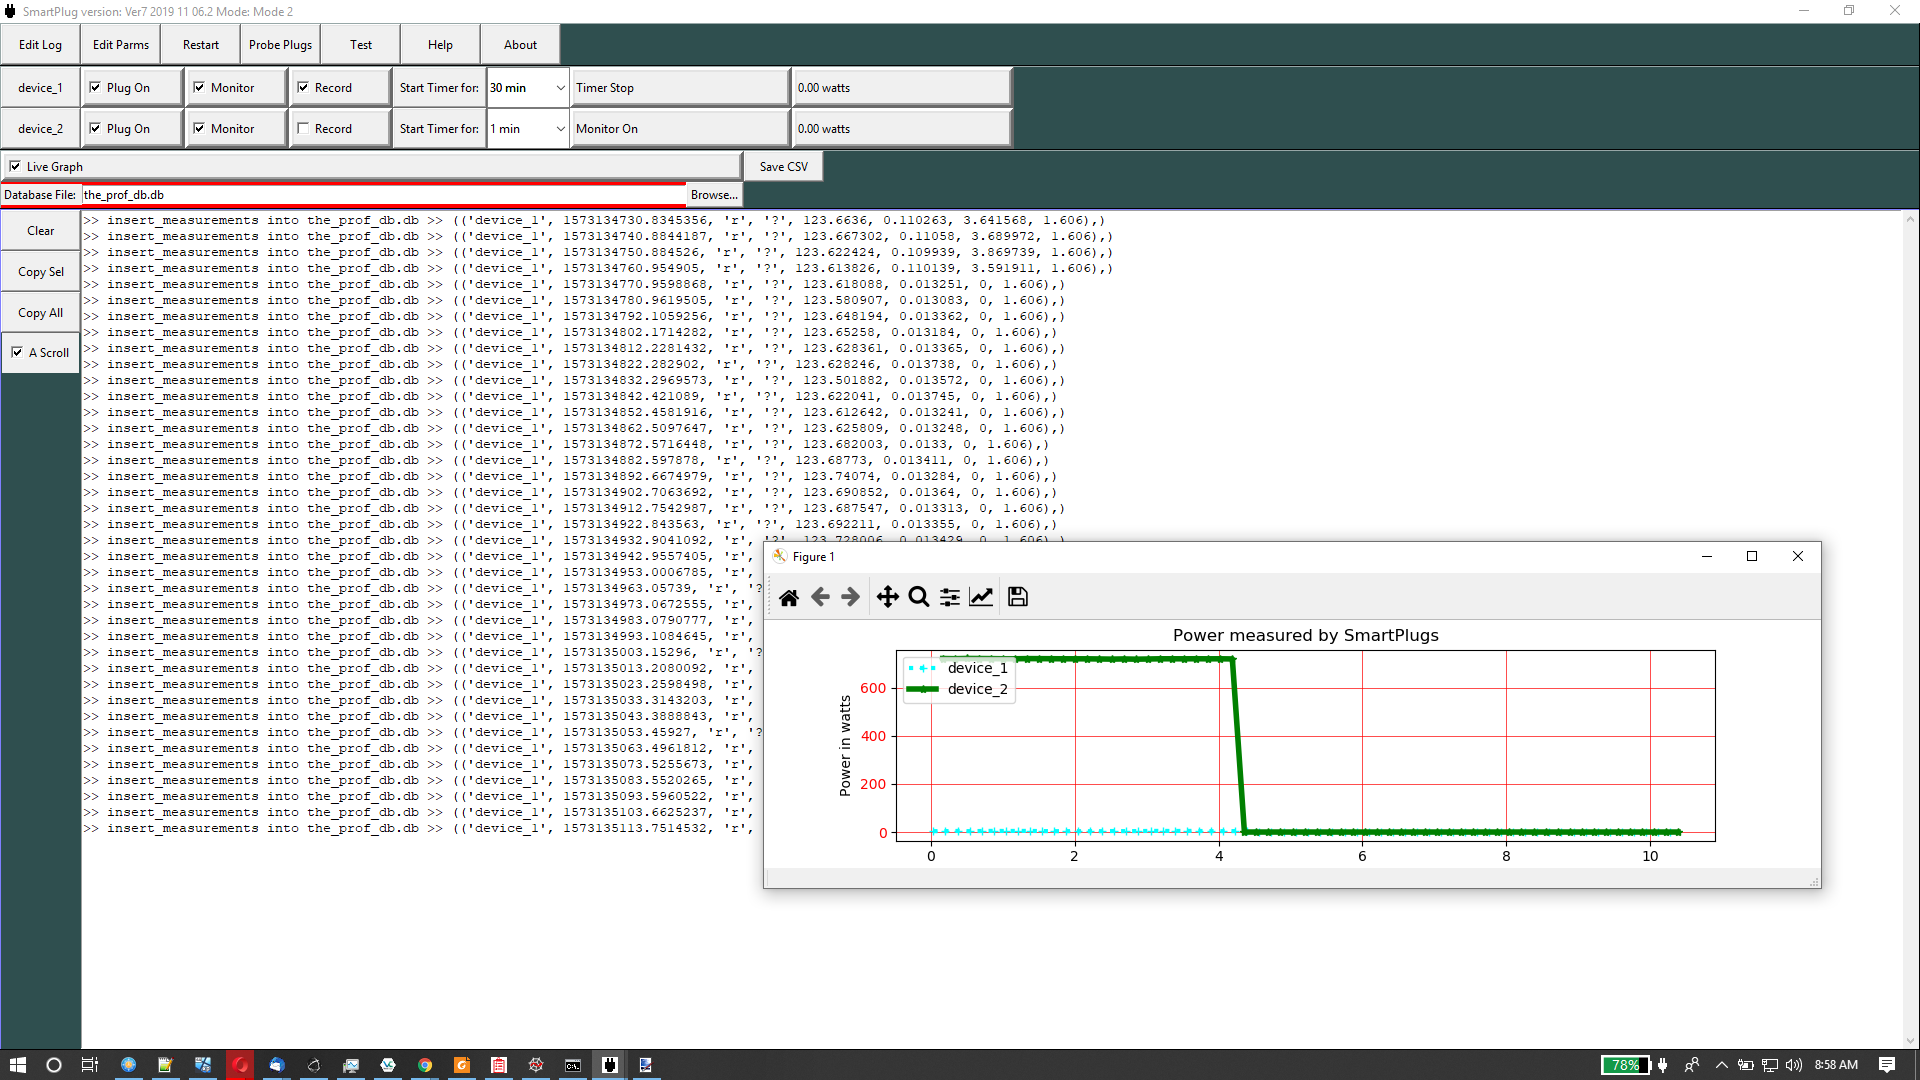 SmartPlug version: Ver7 2019 11 06.2 Mode: Mode 2
Edit Log Edit Parms Restart Probe Plugs Test Help About
device_1 Plug On Monitor Record Start Timer for: 30 min Timer Stop 0.00 watts
device_2 Plug On Monitor Record Start Timer for: 1 min Monitor On 0.00 watts
Live Graph Save CSV
Database File: the_prof_db.db Browse...
Clear
Copy Sel
Copy All
A Scroll
>> insert_measurements into the_prof_db.db >> (('device_1', 1573134730.8345356, 'r', '?', 123.6636, 0.110263, 3.641568, 1.606),)
>> insert_measurements into the_prof_db.db >> (('device_1', 1573134740.8844187, 'r', '?', 123.667302, 0.11058, 3.689972, 1.606),)
>> insert_measurements into the_prof_db.db >> (('device_1', 1573134750.884526, 'r', '?', 123.622424, 0.109939, 3.869739, 1.606),)
>> insert_measurements into the_prof_db.db >> (('device_1', 1573134760.954905, 'r', '?', 123.613826, 0.110139, 3.591911, 1.606),)
>> insert_measurements into the_prof_db.db >> (('device_1', 1573134770.9598868, 'r', '?', 123.618088, 0.013251, 0, 1.606),)
>> insert_measurements into the_prof_db.db >> (('device_1', 1573134780.9619505, 'r', '?', 123.580907, 0.013083, 0, 1.606),)
>> insert_measurements into the_prof_db.db >> (('device_1', 1573134792.1059256, 'r', '?', 123.648194, 0.013362, 0, 1.606),)
>> insert_measurements into the_prof_db.db >> (('device_1', 1573134802.1714282, 'r', '?', 123.65258, 0.013184, 0, 1.606),)
>> insert_measurements into the_prof_db.db >> (('device_1', 1573134812.2281432, 'r', '?', 123.628361, 0.013365, 0, 1.606),)
>> insert_measurements into the_prof_db.db >> (('device_1', 1573134822.282902, 'r', '?', 123.628246, 0.013738, 0, 1.606),)
>> insert_measurements into the_prof_db.db >> (('device_1', 1573134832.2969573, 'r', '?', 123.501882, 0.013572, 0, 1.606),)
>> insert_measurements into the_prof_db.db >> (('device_1', 1573134842.421089, 'r', '?', 123.622041, 0.013745, 0, 1.606),)
>> insert_measurements into the_prof_db.db >> (('device_1', 1573134852.4581916, 'r', '?', 123.612642, 0.013241, 0, 1.606),)
>> insert_measurements into the_prof_db.db >> (('device_1', 1573134862.5097647, 'r', '?', 123.625809, 0.013248, 0, 1.606),)
>> insert_measurements into the_prof_db.db >> (('device_1', 1573134872.5716448, 'r', '?', 123.682003, 0.0133, 0, 1.606),)
>> insert_measurements into the_prof_db.db >> (('device_1', 1573134882.597878, 'r', '?', 123.68773, 0.013411, 0, 1.606),)
>> insert_measurements into the_prof_db.db >> (('device_1', 1573134892.6674979, 'r', '?', 123.74074, 0.013284, 0, 1.606),)
>> insert_measurements into the_prof_db.db >> (('device_1', 1573134902.7063692, 'r', '?', 123.690852, 0.01364, 0, 1.606),)
>> insert_measurements into the_prof_db.db >> (('device_1', 1573134912.7542987, 'r', '?', 123.687547, 0.013313, 0, 1.606),)
>> insert_measurements into the_prof_db.db >> (('device_1', 1573134922.843563, 'r', '?', 123.692211, 0.013355, 0, 1.606),)
>> insert_measurements into the_prof_db.db >> (('device_1', 1573134932.9041092, 'r', '?', 123.728006, 0.013429, 0, 1.606),)
>> insert_measurements into the_prof_db.db >> (('device_1', 1573134942.9557405, 'r',
>> insert_measurements into the_prof_db.db >> (('device_1', 1573134953.0006785, 'r',
>> insert_measurements into the_prof_db.db >> (('device_1', 1573134963.05739, 'r', '?
>> insert_measurements into the_prof_db.db >> (('device_1', 1573134973.0672555, 'r',
>> insert_measurements into the_prof_db.db >> (('device_1', 1573134983.0790777, 'r',
>> insert_measurements into the_prof_db.db >> (('device_1', 1573134993.1084645, 'r',
>> insert_measurements into the_prof_db.db >> (('device_1', 1573135003.15296, 'r', '?
>> insert_measurements into the_prof_db.db >> (('device_1', 1573135013.2080092, 'r',
>> insert_measurements into the_prof_db.db >> (('device_1', 1573135023.2598498, 'r',
>> insert_measurements into the_prof_db.db >> (('device_1', 1573135033.3143203, 'r',
>> insert_measurements into the_prof_db.db >> (('device_1', 1573135043.3888843, 'r',
>> insert_measurements into the_prof_db.db >> (('device_1', 1573135053.45927, 'r', '?
>> insert_measurements into the_prof_db.db >> (('device_1', 1573135063.4961812, 'r',
>> insert_measurements into the_prof_db.db >> (('device_1', 1573135073.5255673, 'r',
>> insert_measurements into the_prof_db.db >> (('device_1', 1573135083.5520265, 'r',
>> insert_measurements into the_prof_db.db >> (('device_1', 1573135093.5960522, 'r',
>> insert_measurements into the_prof_db.db >> (('device_1', 1573135103.6625237, 'r',
>> insert_measurements into the_prof_db.db >> (('device_1', 1573135113.7514532, 'r',
Figure 1
Power measured by SmartPlugs
device_1
device_2
Power in watts
600
400
200
0
0 2 4 6 8 10
78% 8:58 AM